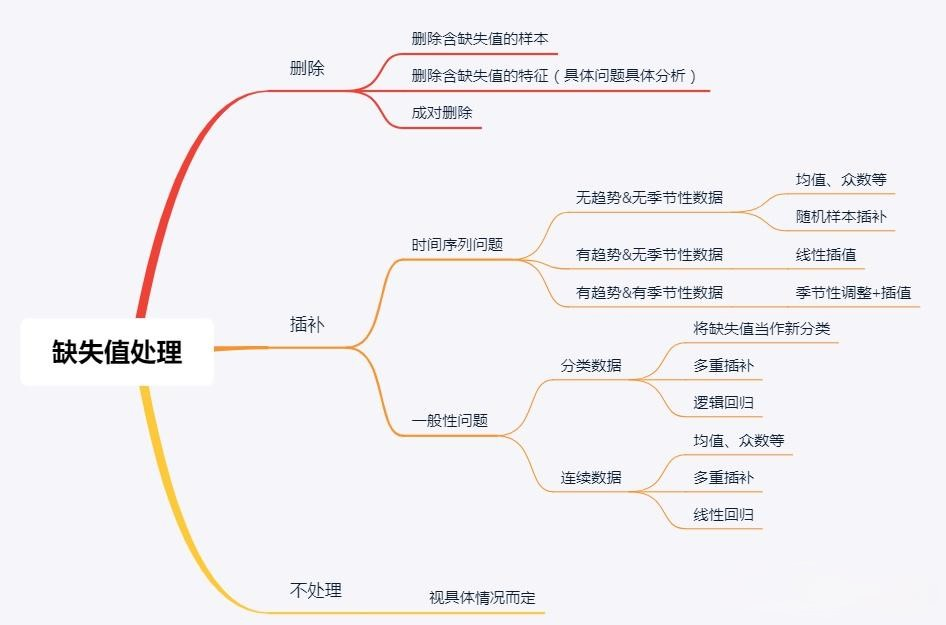 缺失值处理
删除
删除含缺失值的样本
删除含缺失值的特征（具体问题具体分析）
成对删除
插补
时间序列问题
无趋势&无季节性数据
均值、众数等
随机样本插补
有趋势&无季节性数据
线性插值
有趋势&有季节性数据
季节性调整+插值
一般性问题
分类数据
将缺失值当作新分类
多重插补
逻辑回归
连续数据
均值、众数等
多重插补
线性回归
不处理
视具体情况而定